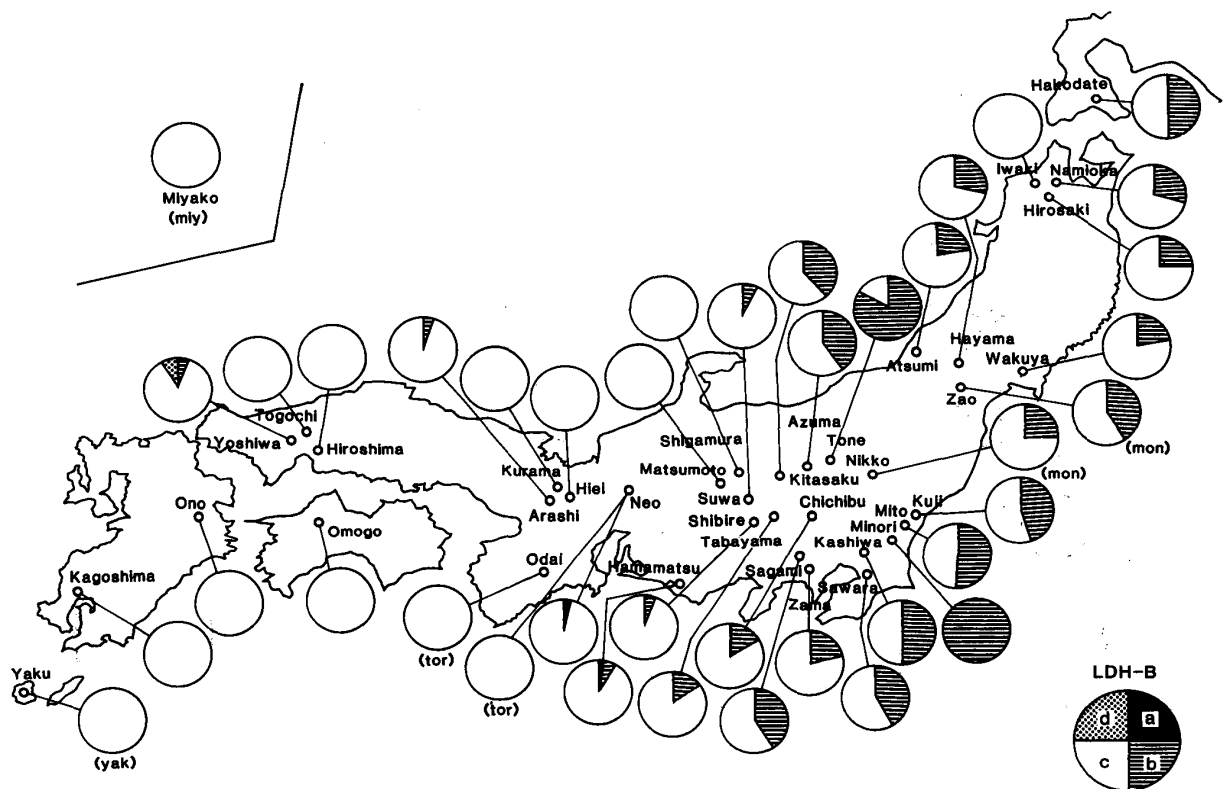 Hakodate
Iwaki
Namioka
Hirosaki
Miyako
(miy)
Atsumi
Hayama
Wakuya
Zao
(mon)
Togochi
Yoshiwa
Hiroshima
Shigamura
Azuma
Tone
Nikko
(mon)
Kurama
Hiei
Arashi
Matsumoto
Neo
Suwa
Kitasaku
Ono
Omogo
Shibire
Chichibu
Mito
Kuji
Minori
Tabayama
Kashiwa
Odai
Hamamatsu
Sagami
Sawara
Zama
Kagoshima
(tor)
(tor)
Yaku
(yak)
LDH-B
d a
c b